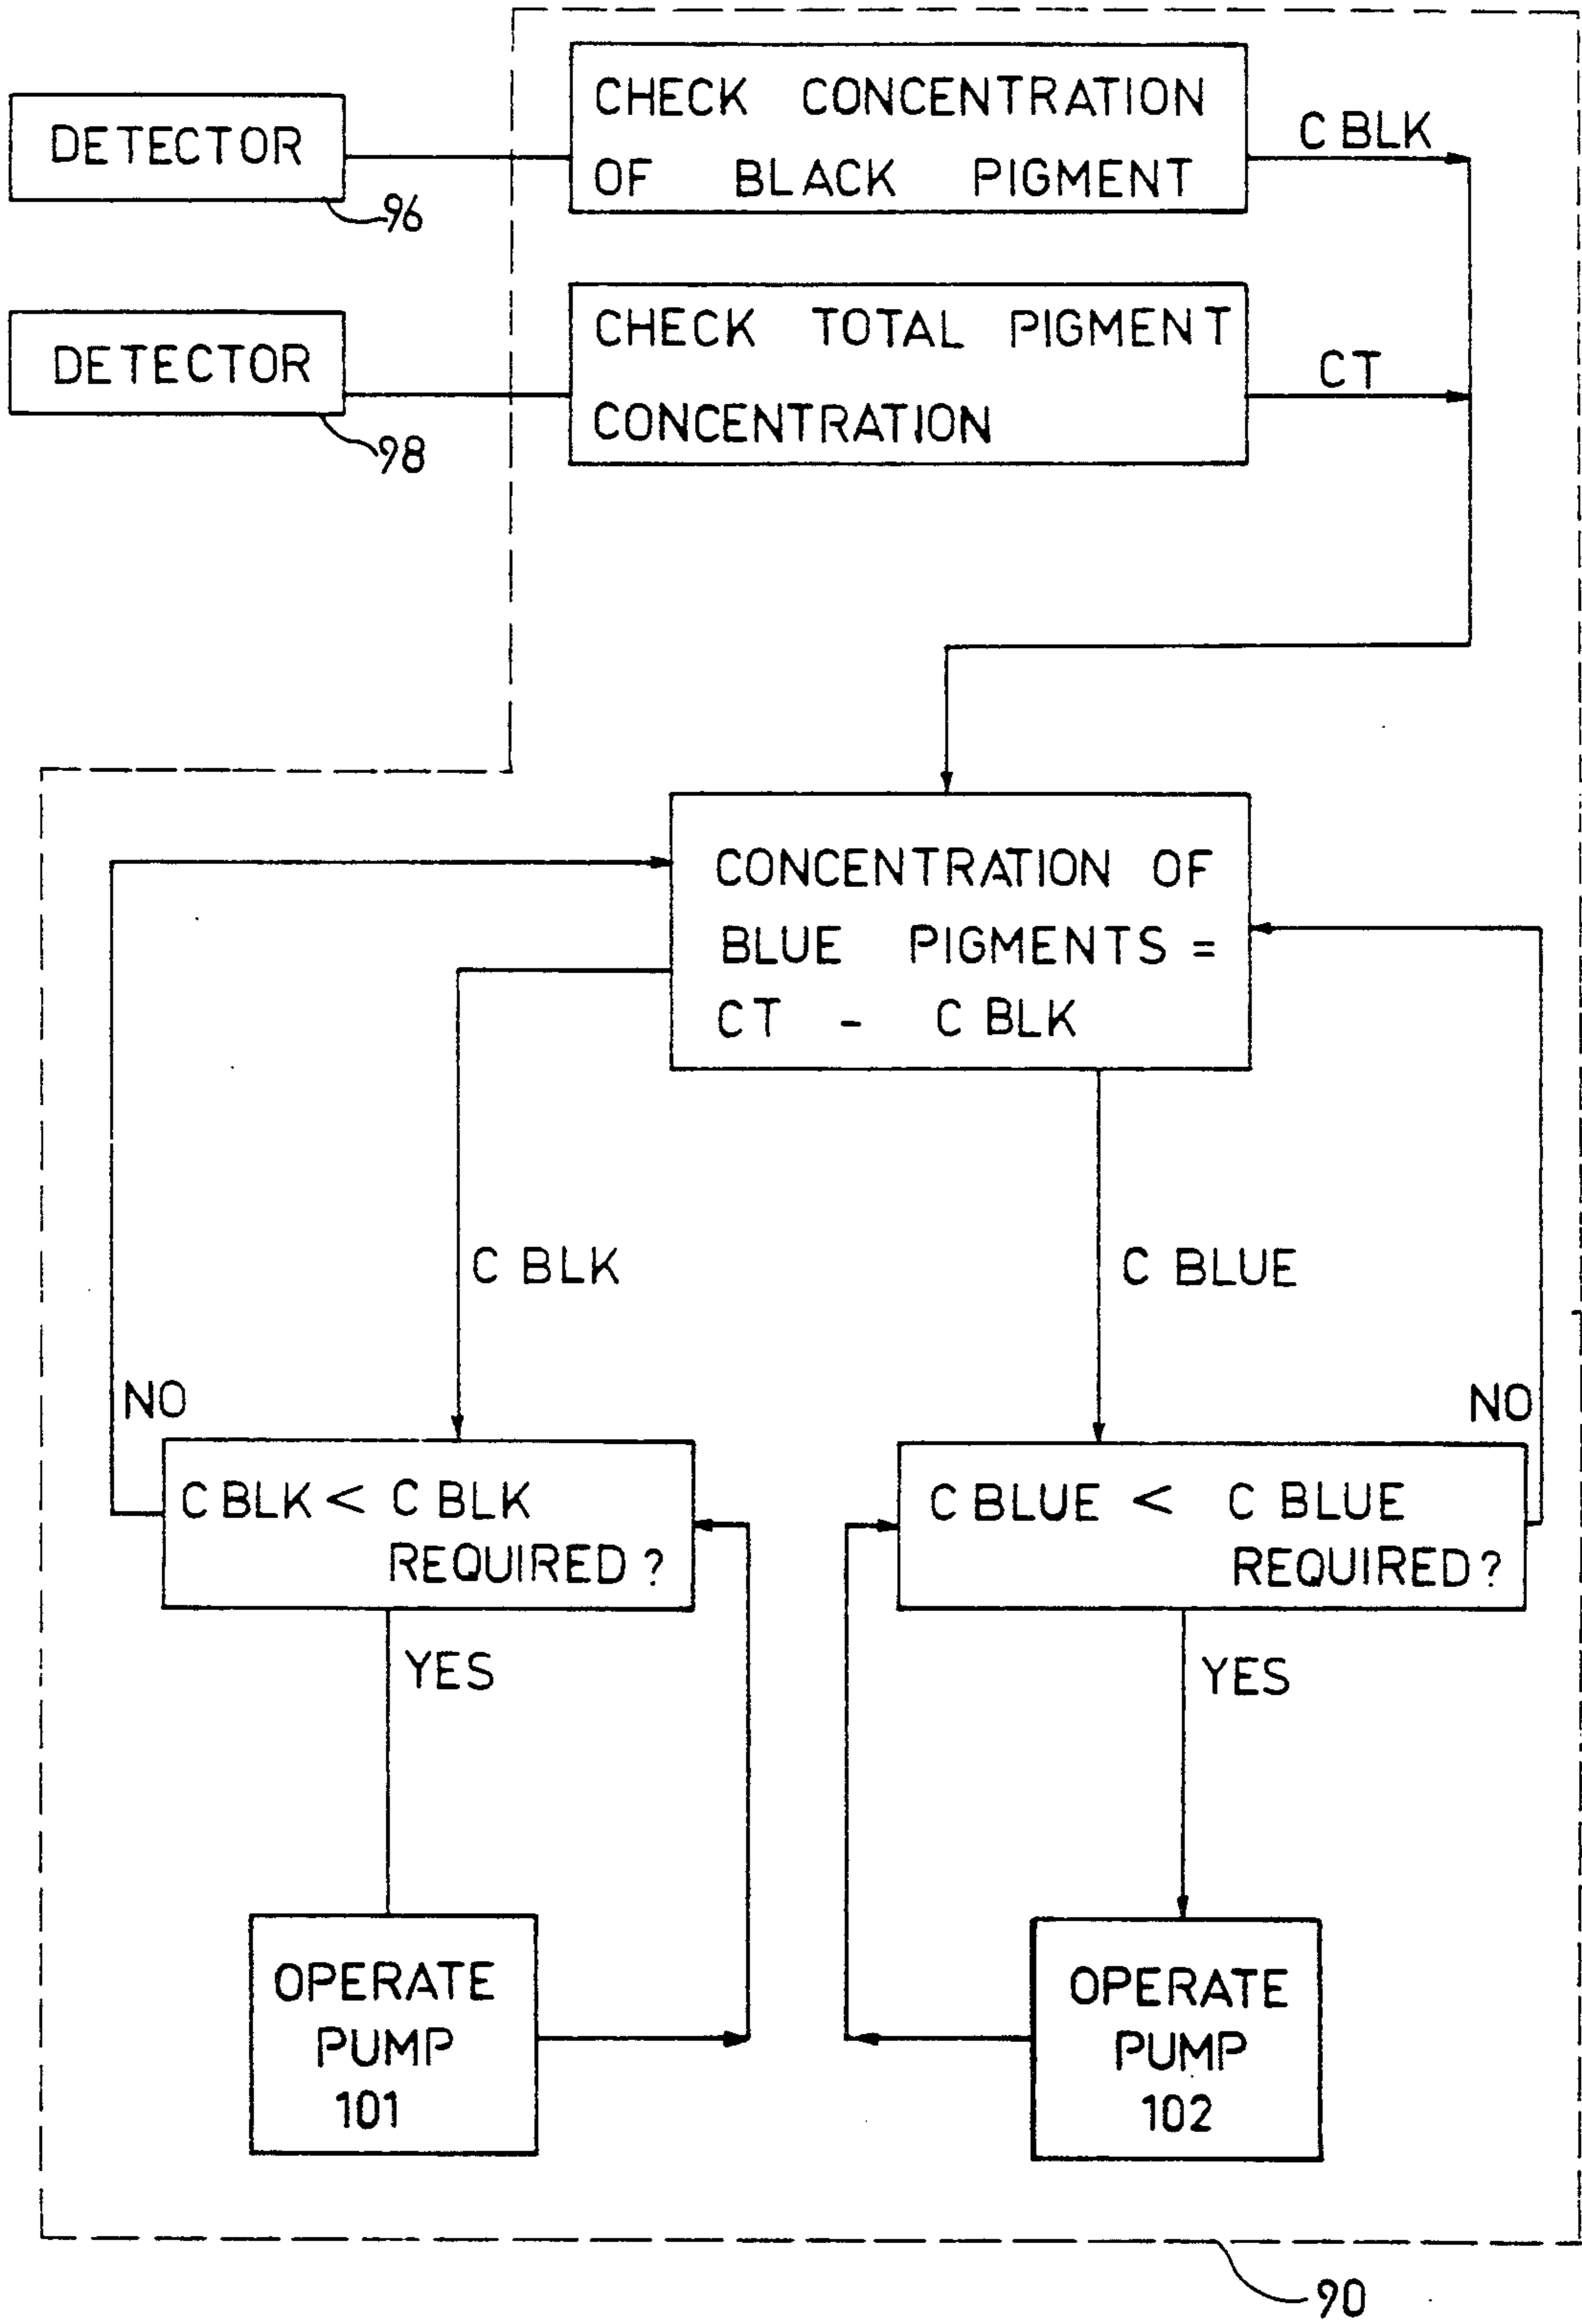 DETECTOR
96
CHECK CONCENTRATION
OF BLACK PIGMENT
C BLK
DETECTOR
98
CHECK TOTAL PIGMENT
CONCENTRATION
CT
CONCENTRATION OF
BLUE PIGMENTS =
CT - C BLK
C BLK
C BLUE
NO
NO
C BLK < C BLK
REQUIRED ?
C BLUE < C BLUE
REQUIRED ?
YES
YES
OPERATE
PUMP
101
OPERATE
PUMP
102
90